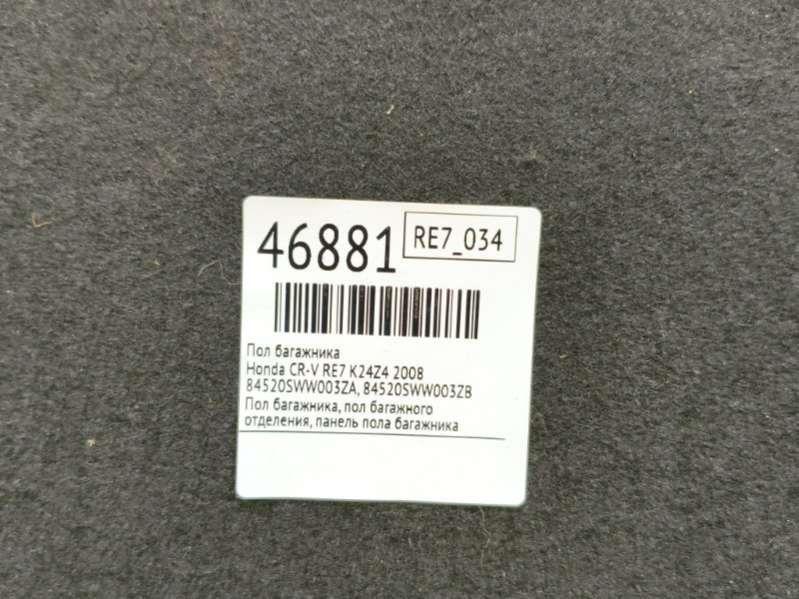 46881
RE7_034
Пол багажника
Honda CR-V RE7 K24Z4 2008
84520SWW003ZA, 84520SWW003ZB
Пол багажника, пол багажного
отделения, панель пола багажника